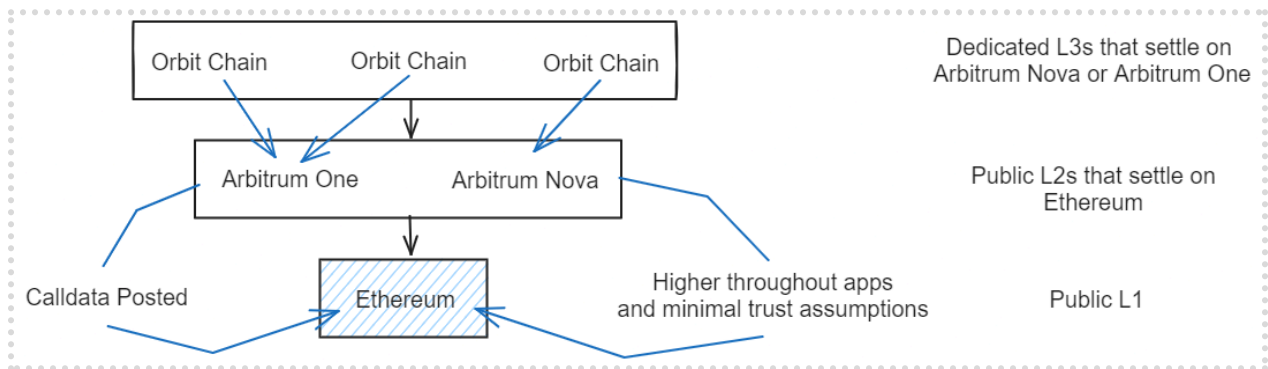 Orbit Chain
Orbit Chain
Orbit Chain
Dedicated L3s that settle on
Arbitrum Nova or Arbitrum One
Arbitrum One
Arbitrum Nova
Public L2s that settle on
Ethereum
Calldata Posted
Ethereum
Higher throughout apps
and minimal trust assumptions
Public L1